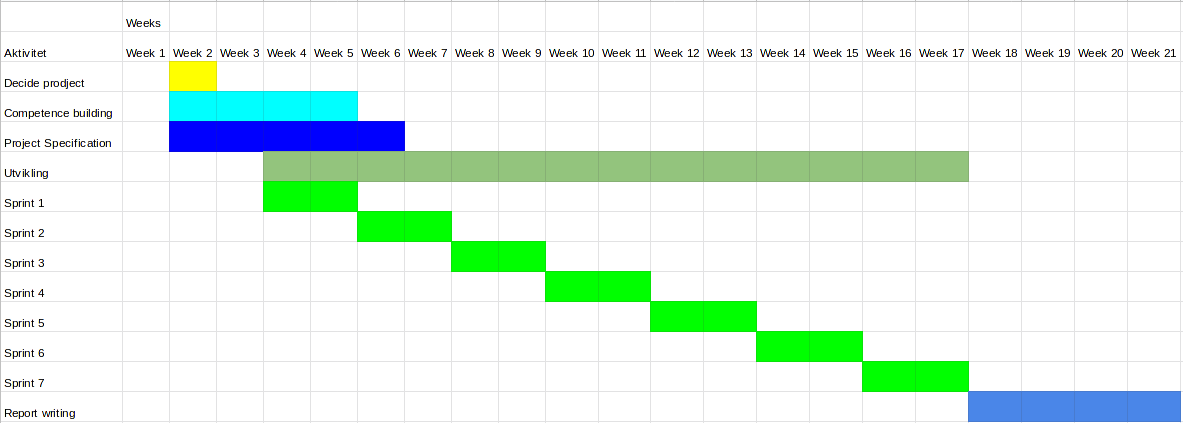 Weeks
Aktivitet Week 1 Week 2 Week 3 Week 4 Week 5 Week 6 Week 7 Week 8 Week 9 Week 10 Week 11 Week 12 Week 13 Week 14 Week 15 Week 16 Week 17 Week 18 Week 19 Week 20 Week 21
Decide prodject
Competence building
Project Specification
Utvikling
Sprint 1
Sprint 2
Sprint 3
Sprint 4
Sprint 5
Sprint 6
Sprint 7
Report writing